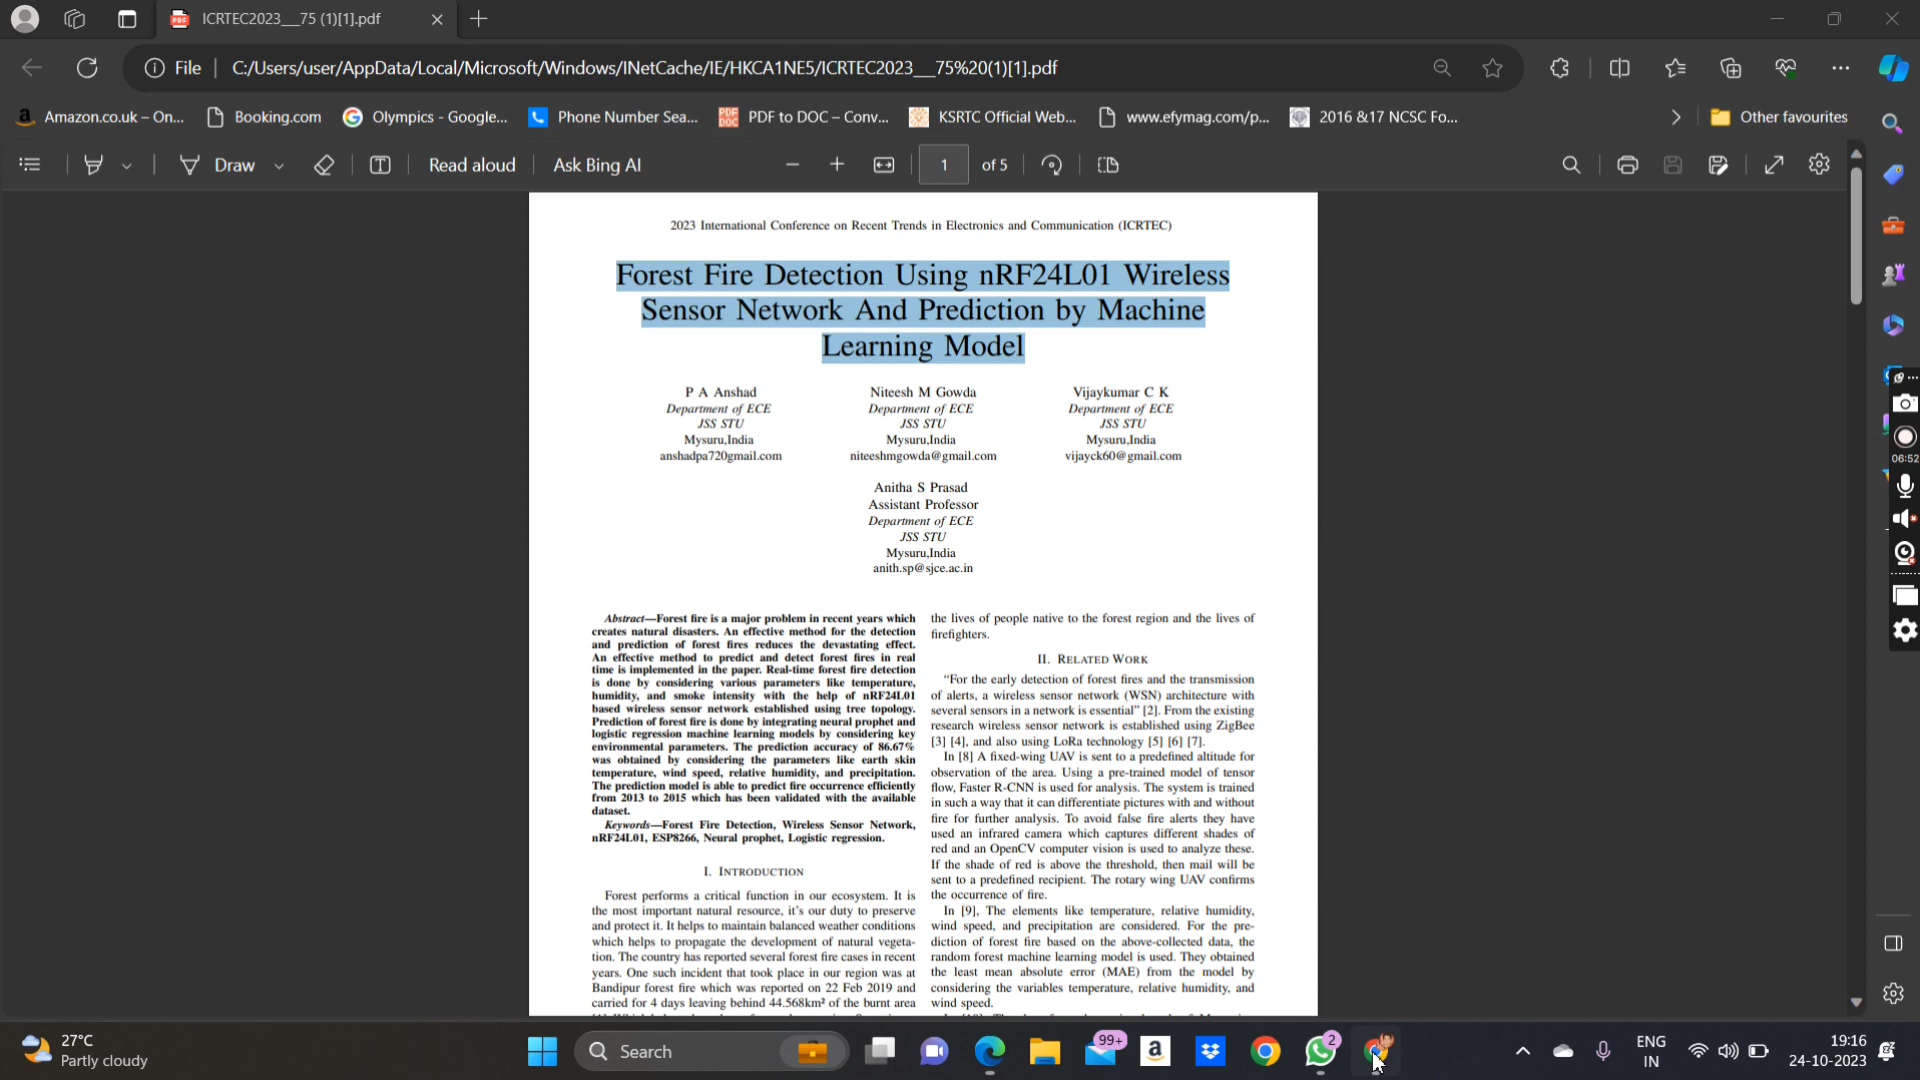 ICRTEC2023__75 (1)[1].pdf
File | C:/Users/user/AppData/Local/Microsoft/Windows/INetCache/IE/HKCA1NE5/ICRTEC2023__75%20(1)[1].pdf
Amazon.co.uk – On... Booking.com Olympics - Google... Phone Number Sea... PDF to DOC – Conv... KSRTC Official Web... www.efymag.com/p... 2016 &17 NCSC Fo... Other favourites
Draw Read aloud Ask Bing AI 1 of 5
2023 International Conference on Recent Trends in Electronics and Communication (ICRTEC)
Forest Fire Detection Using nRF24L01 Wireless
Sensor Network And Prediction by Machine
Learning Model
P A Anshad
Department of ECE
JSS STU
Mysuru,India
anshadpa720gmail.com
Niteesh M Gowda
Department of ECE
JSS STU
Mysuru,India
niteeshmgowda@gmail.com
Vijaykumar C K
Department of ECE
JSS STU
Mysuru,India
vijayck60@gmail.com
Anitha S Prasad
Assistant Professor
Department of ECE
JSS STU
Mysuru,India
anith.sp@sjce.ac.in
Abstract—Forest fire is a major problem in recent years which
creates natural disasters. An effective method for the detection
and prediction of forest fires reduces the devastating effect.
An effective method to predict and detect forest fires in real
time is implemented in the paper. Real-time forest fire detection
is done by considering various parameters like temperature,
humidity, and smoke intensity with the help of nRF24L01
based wireless sensor network established using tree topology.
Prediction of forest fire is done by integrating neural prophet and
logistic regression machine learning models by considering key
environmental parameters. The prediction accuracy of 86.67%
was obtained by considering the parameters like earth skin
temperature, wind speed, relative humidity, and precipitation.
The prediction model is able to predict fire occurrence efficiently
from 2013 to 2015 which has been validated with the available
dataset.
Keywords—Forest Fire Detection, Wireless Sensor Network,
nRF24L01, ESP8266, Neural prophet, Logistic regression.
I. INTRODUCTION
Forest performs a critical function in our ecosystem. It is
the most important natural resource, it's our duty to preserve
and protect it. It helps to maintain balanced weather conditions
which helps to propagate the development of natural vegeta-
tion. The country has reported several forest fire cases in recent
years. One such incident that took place in our region was at
Bandipur forest fire which was reported on 22 Feb 2019 and
carried for 4 days leaving behind 44.568km² of the burnt area
the lives of people native to the forest region and the lives of
firefighters.
II. RELATED WORK
"For the early detection of forest fires and the transmission
of alerts, a wireless sensor network (WSN) architecture with
several sensors in a network is essential" [2]. From the existing
research wireless sensor network is established using ZigBee
[3] [4], and also using LoRa technology [5] [6] [7].
In [8] A fixed-wing UAV is sent to a predefined altitude for
observation of the area. Using a pre-trained model of tensor
flow, Faster R-CNN is used for analysis. The system is trained
in such a way that it can differentiate pictures with and without
fire for further analysis. To avoid false fire alerts they have
used an infrared camera which captures different shades of
red and an OpenCV computer vision is used to analyze these.
If the shade of red is above the threshold, then mail will be
sent to a predefined recipient. The rotary wing UAV confirms
the occurrence of fire.
In [9], The elements like temperature, relative humidity,
wind speed, and precipitation are considered. For the pre-
diction of forest fire based on the above-collected data, the
random forest machine learning model is used. They obtained
the least mean absolute error (MAE) from the model by
considering the variables temperature, relative humidity, and
wind speed.
06:52
27°C
Partly cloudy
Search
99+
2
ENG
IN
19:16
24-10-2023